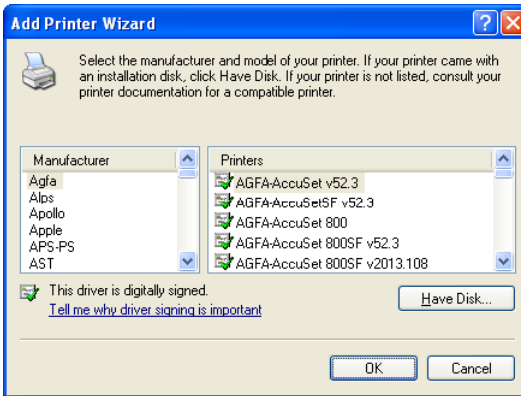 Add Printer Wizard
Select the manufacturer and model of your printer. If your printer came with
an installation disk, click Have Disk. If your printer is not listed, consult your
printer documentation for a compatible printer.
Manufacturer
Agfa
Alps
Apollo
Apple
APS-PS
AST
Printers
AGFA-AccuSet v52.3
AGFA-AccuSetSF v52.3
AGFA-AccuSet 800
AGFA-AccuSet 800SF v52.3
AGFA-AccuSet 800SF v2013.108
This driver is digitally signed.
Tell me why driver signing is important
Have Disk...
OK
Cancel